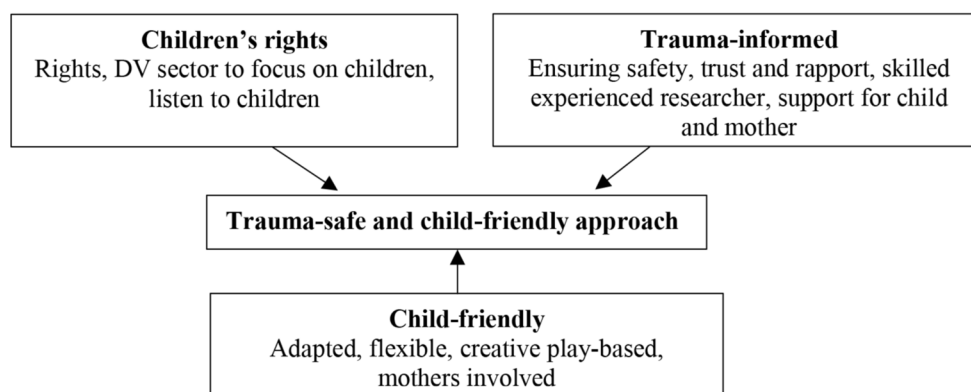 Children’s rights
Rights, DV sector to focus on children,
listen to children
Trauma-informed
Ensuring safety, trust and rapport, skilled
experienced researcher, support for child
and mother
Trauma-safe and child-friendly approach
Child-friendly
Adapted, flexible, creative play-based,
mothers involved